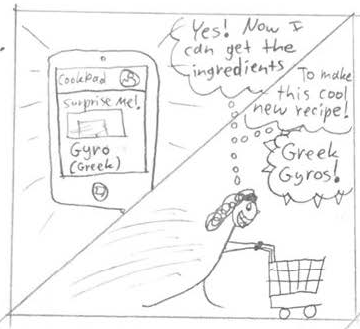 CookPad
Surprise Me!
Gyro
(Greek)
Yes! Now I
can get the
ingredients
To make
this cool
new recipe!
Greek
Gyros!